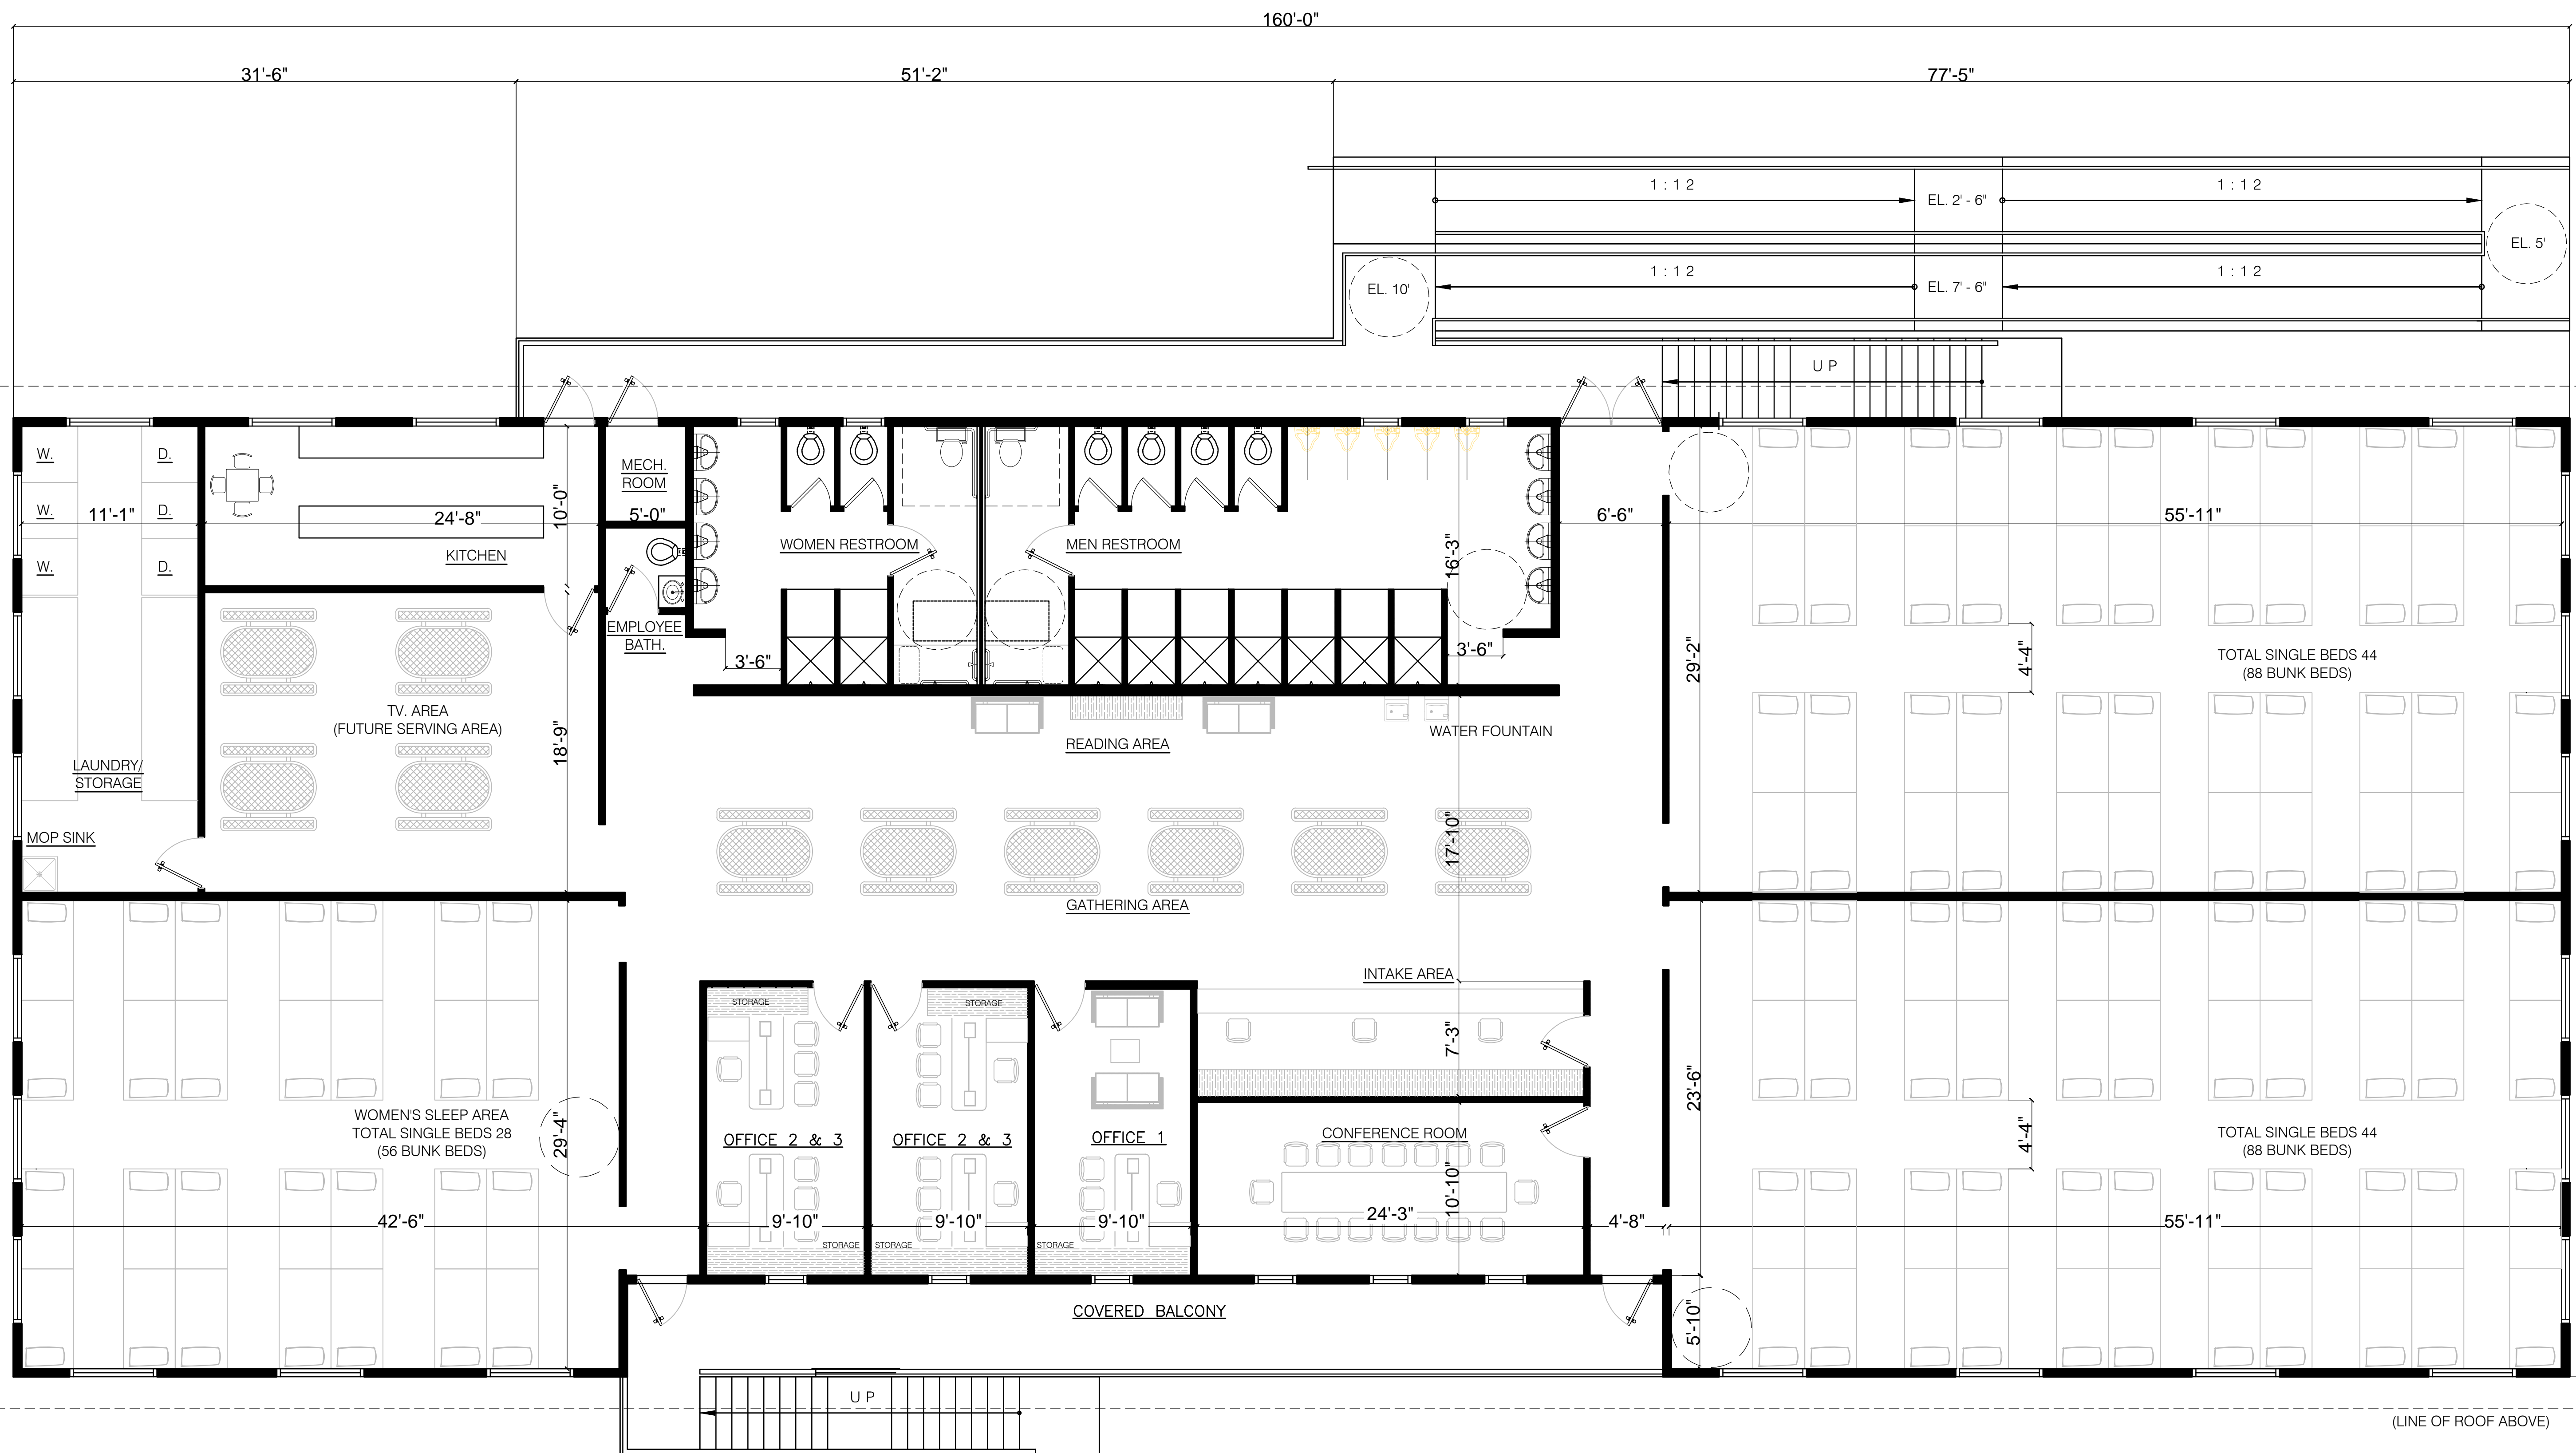 160'-0"
31'-6"
51'-2"
77'-5"
1 : 12
EL. 2' - 6"
1 : 12
EL. 5'
1 : 12
EL. 7' - 6"
1 : 12
EL. 10'
U P
W.
D.
W.
D.
W.
D.
11'-1"
24'-8"
10'-0"
KITCHEN
MECH.
ROOM
5'-0"
EMPLOYEE
BATH.
WOMEN RESTROOM
MEN RESTROOM
16'-3"
3'-6"
3'-6"
6'-6"
55'-11"
29'-2"
4'-4"
TOTAL SINGLE BEDS 44
(88 BUNK BEDS)
TV. AREA
(FUTURE SERVING AREA)
18'-9"
LAUNDRY/
STORAGE
MOP SINK
READING AREA
WATER FOUNTAIN
17'-10"
GATHERING AREA
INTAKE AREA
7'-3"
STORAGE
STORAGE
WOMEN'S SLEEP AREA
TOTAL SINGLE BEDS 28
(56 BUNK BEDS)
29'-4"
42'-6"
OFFICE 2 & 3
OFFICE 2 & 3
OFFICE 1
CONFERENCE ROOM
10'-10"
9'-10"
9'-10"
9'-10"
24'-3"
4'-8"
STORAGE
STORAGE
STORAGE
23'-6"
4'-4"
TOTAL SINGLE BEDS 44
(88 BUNK BEDS)
55'-11"
5'-10"
COVERED BALCONY
U P
(LINE OF ROOF ABOVE)